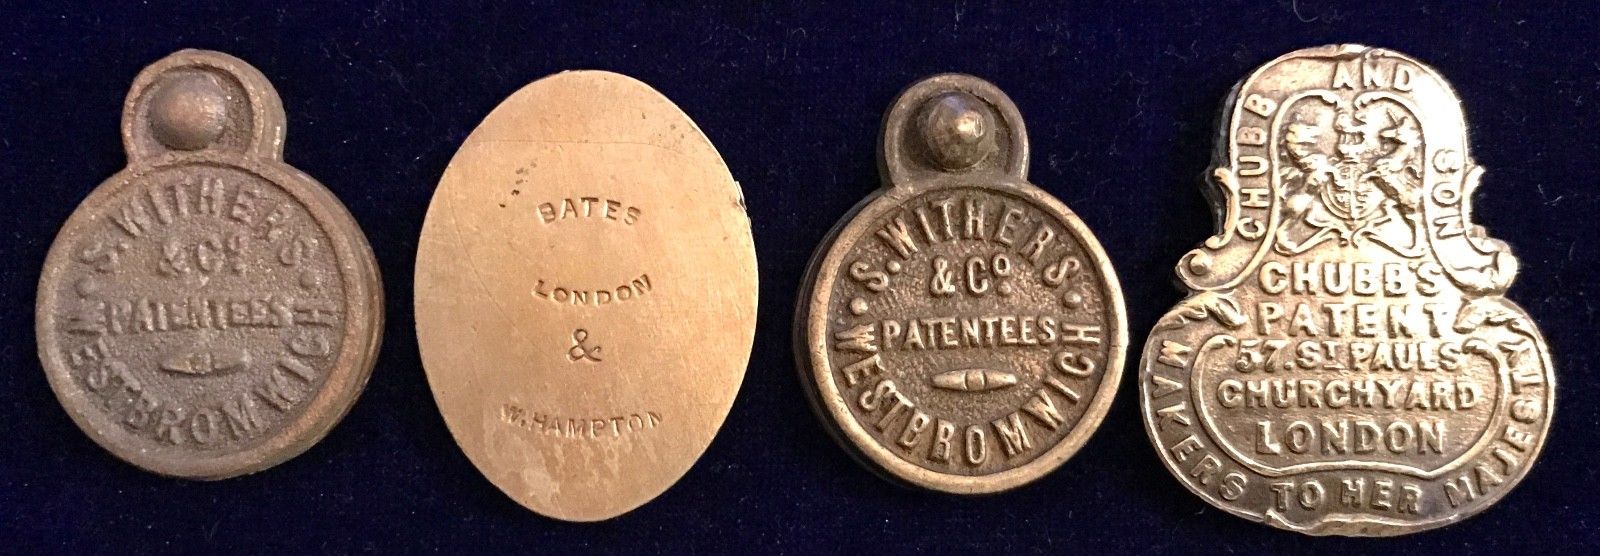 S. WITHERS
& Cº
PATENTEES
WESTBROMWICH
BATES
LONDON
&
W. HAMPTON
S. WITHERS
& Cº
PATENTEES
WESTBROMWICH
CHUBB AND SON
CHUBB'S
PATENT
57. ST PAULS
CHURCHYARD
LONDON
MAKERS TO HER MAJESTY